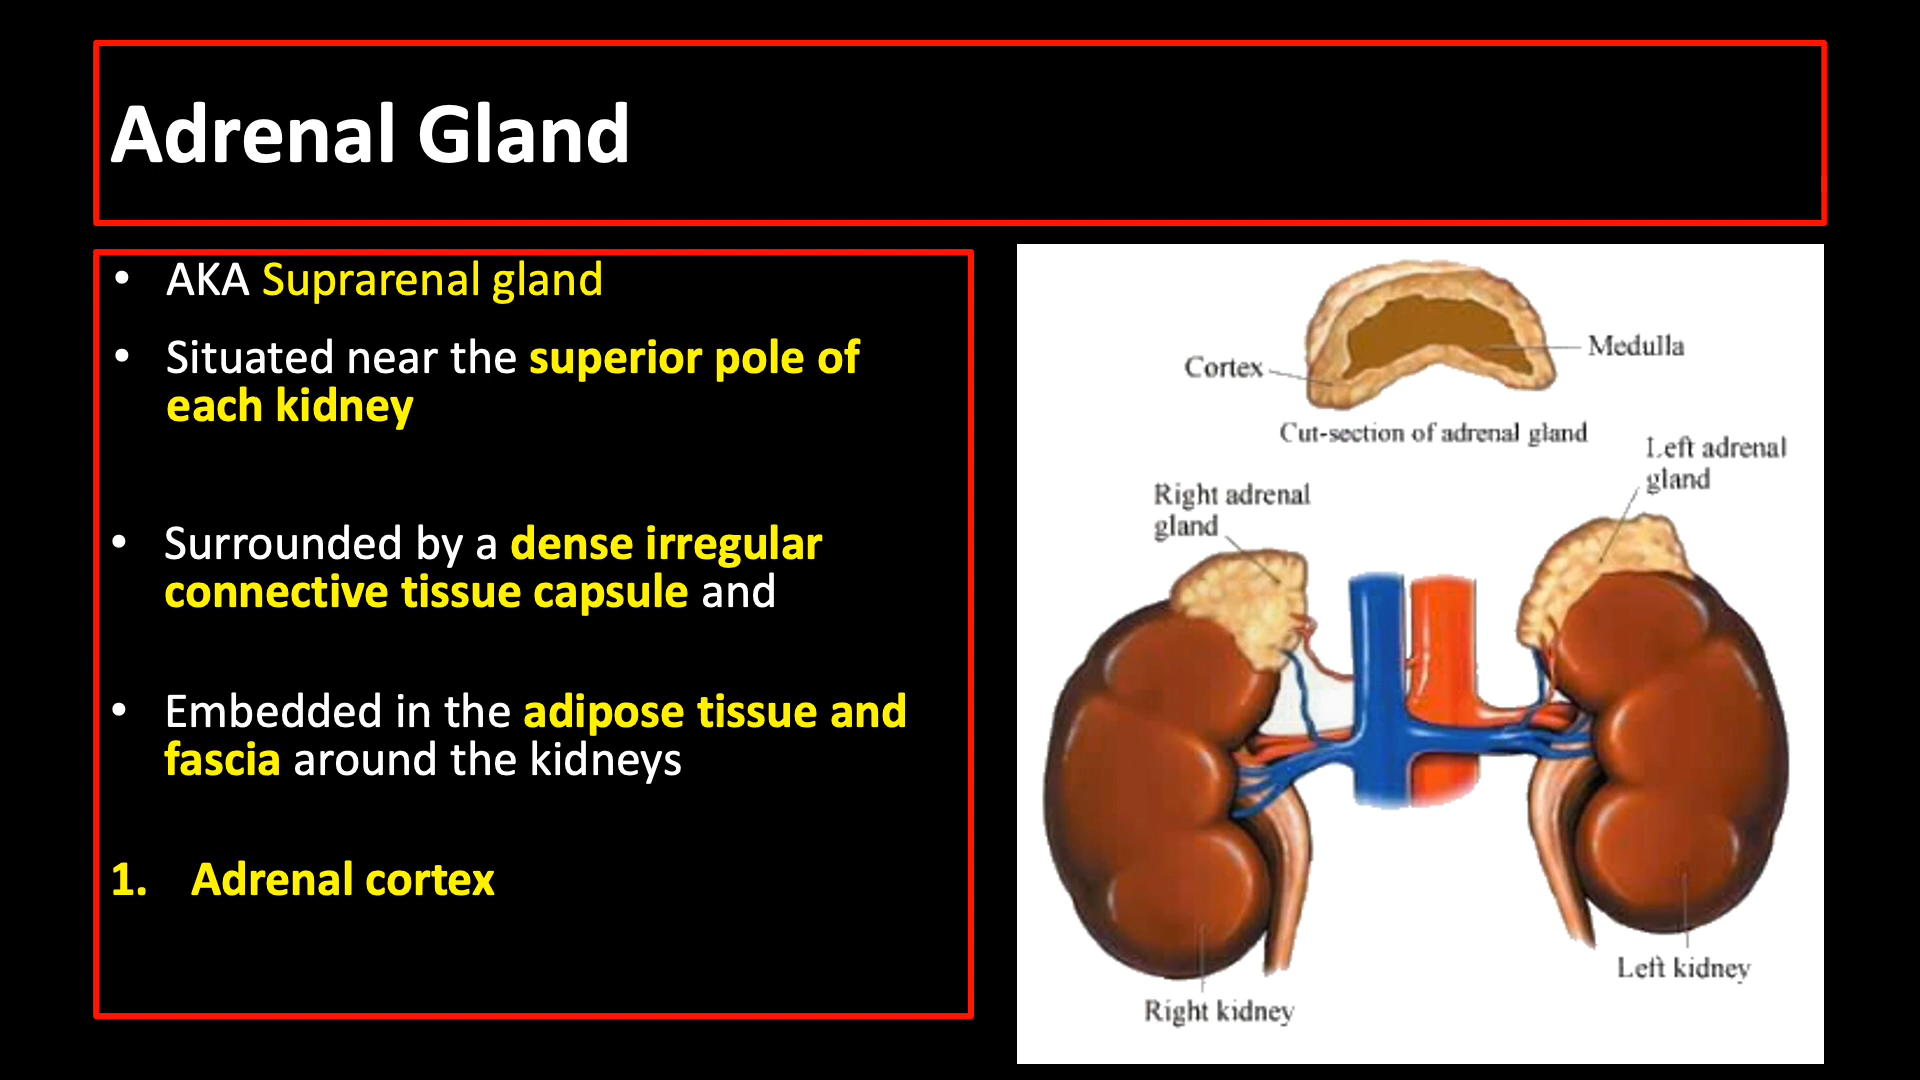 Adrenal Gland
• AKA Suprarenal gland
• Situated near the superior pole of
each kidney
• Surrounded by a dense irregular
connective tissue capsule and
• Embedded in the adipose tissue and
fascia around the kidneys
1. Adrenal cortex
Cortex
Medulla
Cut-section of adrenal gland
Left adrenal
gland
Right adrenal
gland
Left kidney
Right kidney